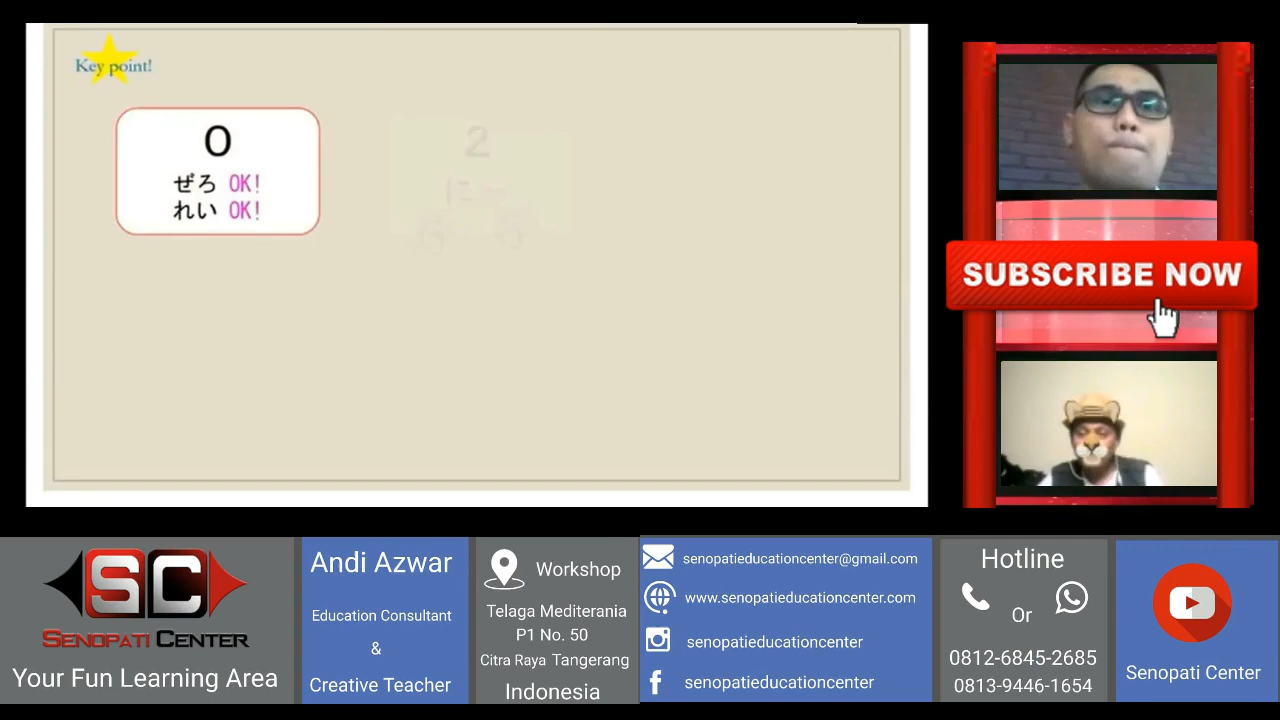 Key point!
0
ぜろ OK!
れい OK!
2
SUBSCRIBE NOW
SC
SENOPATI CENTER
Your Fun Learning Area
Andi Azwar
Education Consultant
&
Creative Teacher
Workshop
Telaga Mediterania
P1 No. 50
Citra Raya Tangerang
Indonesia
senopatieducationcenter@gmail.com
www.senopatieducationcenter.com
senopatieducationcenter
senopatieducationcenter
Hotline
Or
0812-6845-2685
0813-9446-1654
Senopati Center